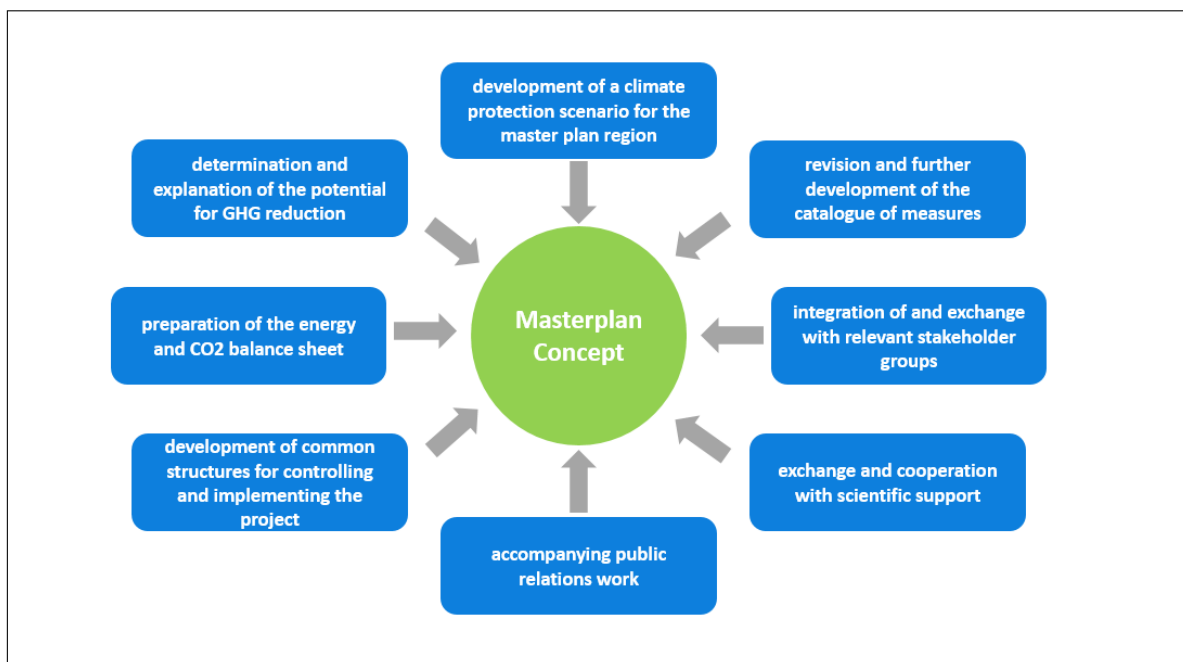 development of a climate
protection scenario for the
master plan region
determination and
explanation of the potential
for GHG reduction
revision and further
development of the
catalogue of measures
preparation of the energy
and CO2 balance sheet
Masterplan
Concept
integration of and exchange
with relevant stakeholder
groups
development of common
structures for controlling
and implementing the
project
exchange and cooperation
with scientific support
accompanying public
relations work